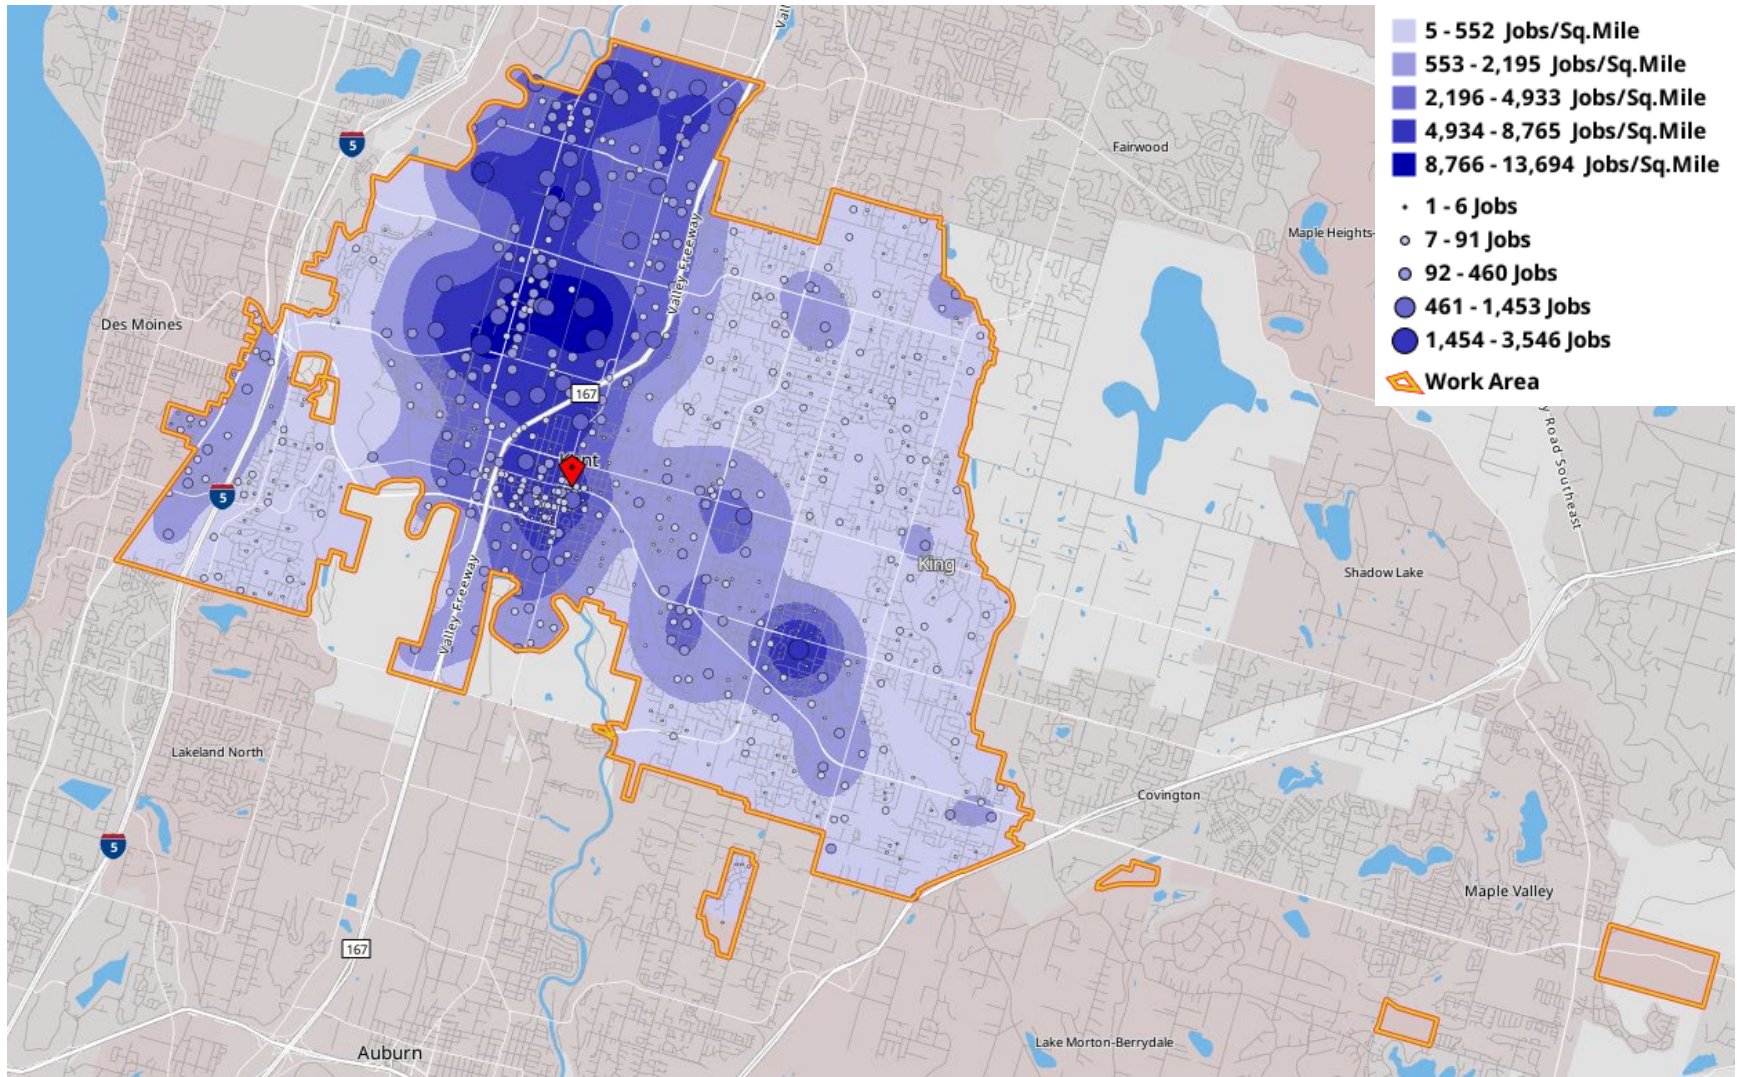 Vall
5 - 552 Jobs/Sq.Mile
553 - 2,195 Jobs/Sq.Mile
2,196 - 4,933 Jobs/Sq.Mile
4,934 - 8,765 Jobs/Sq.Mile
8,766 - 13,694 Jobs/Sq.Mile
1 - 6 Jobs
7 - 91 Jobs
92 - 460 Jobs
461 - 1,453 Jobs
1,454 - 3,546 Jobs
Work Area
5
Fairwood
Maple Heights-
Valley Freeway
Des Moines
167
y Road Southeast
Kent
5
King
Shadow Lake
Valley Freeway
Lakeland North
Covington
5
Maple Valley
167
Auburn
Lake Morton-Berrydale